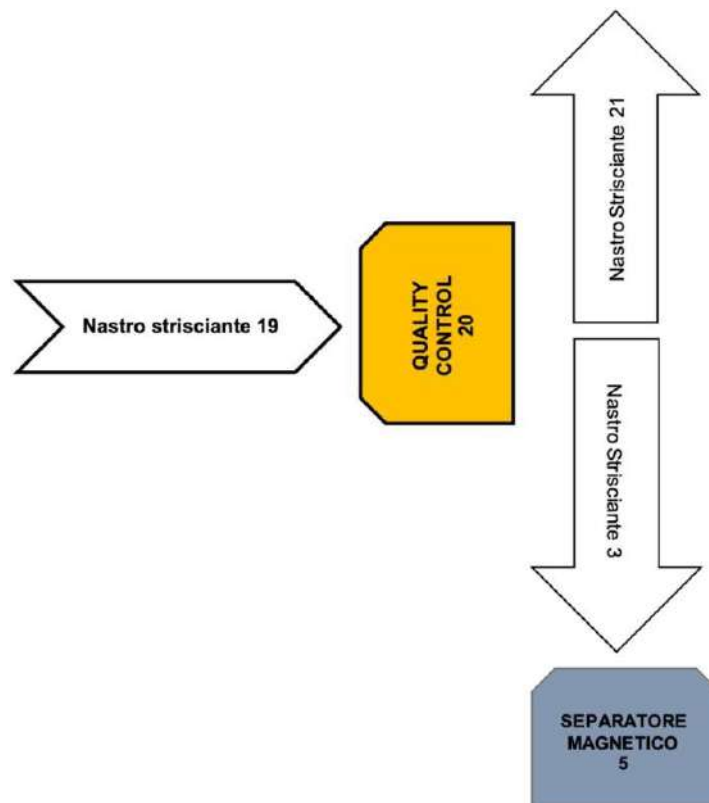 Nastro Strisciante 21
Nastro strisciante 19
QUALITY
CONTROL
20
Nastro Strisciante 3
SEPARATORE
MAGNETICO
5